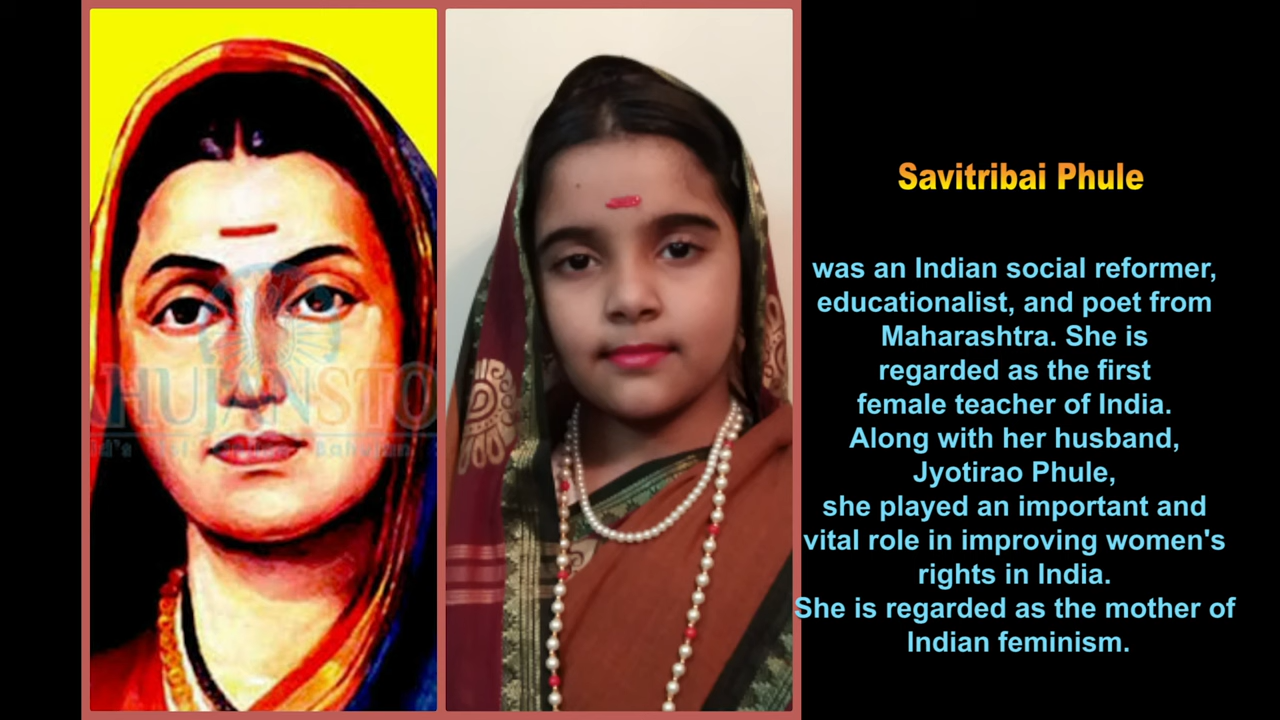 Savitribai Phule
was an Indian social reformer,
educationalist, and poet from
Maharashtra. She is
regarded as the first
female teacher of India.
Along with her husband,
Jyotirao Phule,
she played an important and
vital role in improving women's
rights in India.
She is regarded as the mother of
Indian feminism.